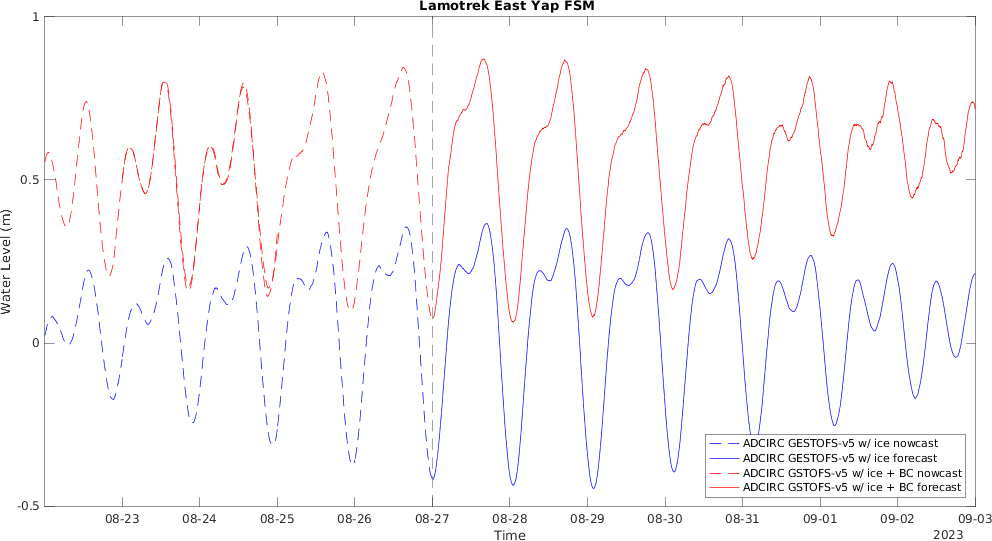 Lamotrek East Yap FSM
Water Level (m)
1
0.5
0
-0.5
ADCIRC GESTOFS-v5 w/ ice nowcast
ADCIRC GESTOFS-v5 w/ ice forecast
ADCIRC GSTOFS-v5 w/ ice + BC nowcast
ADCIRC GSTOFS-v5 w/ ice + BC forecast
08-23 08-24 08-25 08-26 08-27 08-28 08-29 08-30 08-31 09-01 09-02 09-03
Time
2023